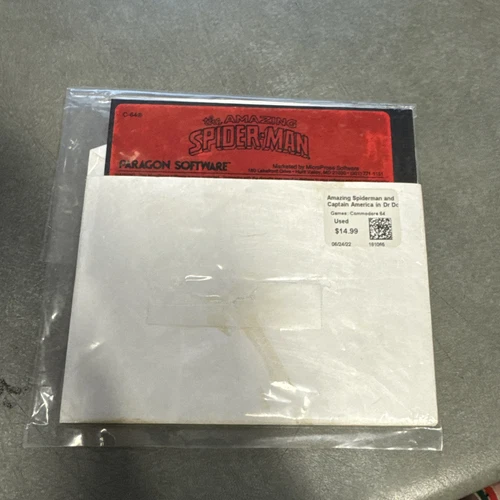 C-64/C
the AMAZING
SPIDER-MAN
PARAGON SOFTWARE™
Marketed by MicroProse Software
Amazing Spiderman and
Captain America in Dr Do
Games: Commodore 64
Used
$14.99
06/24/22